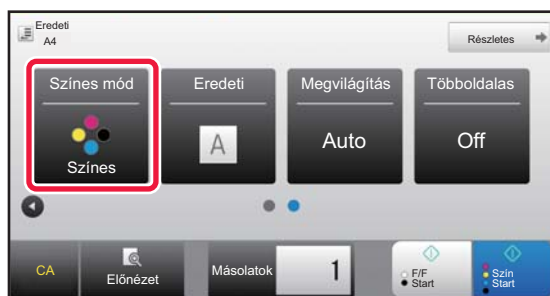 Eredeti
A4
Részletes
Színes mód
Színes
Eredeti
A
Megvilágítás
Auto
Többoldalas
Off
CA
Előnézet
Másolatok
1
F/F
Start
Szín
Start